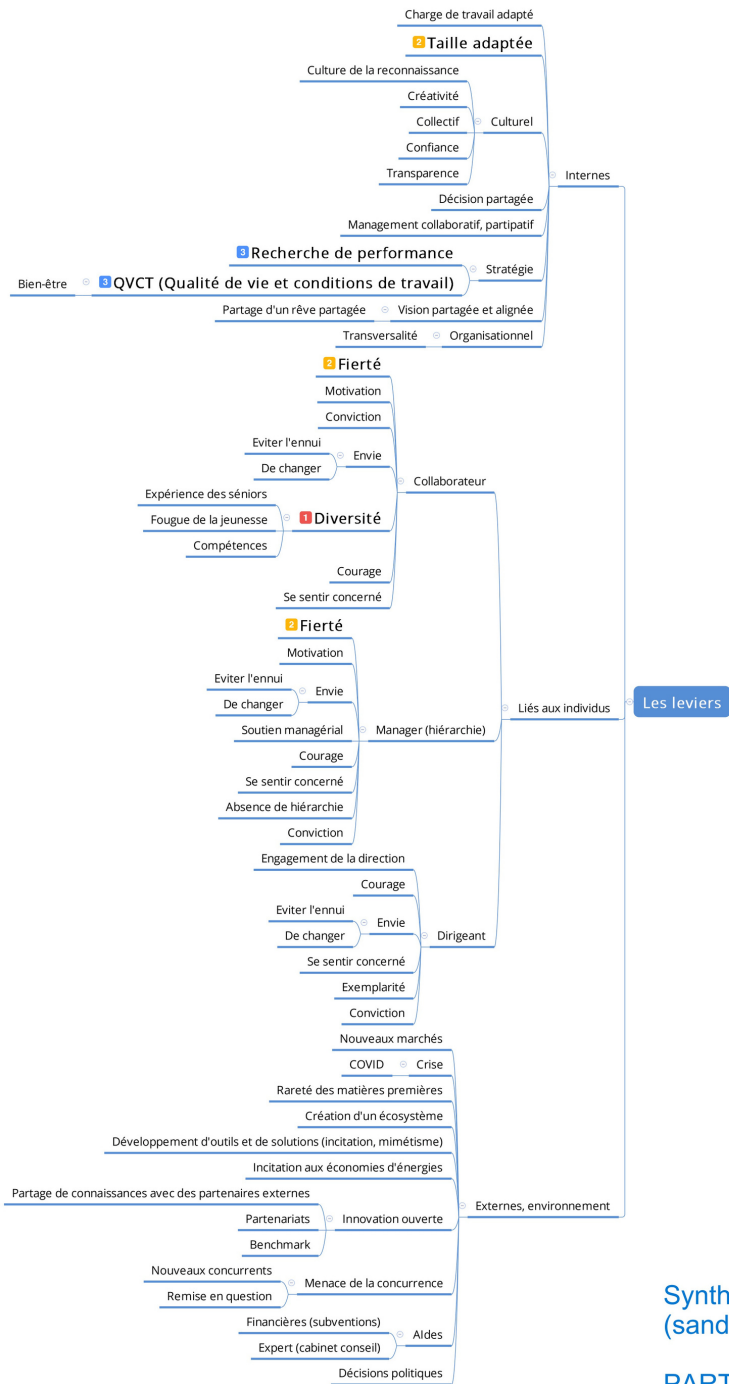 Charge de travail adapté
2 Taille adaptée
Culture de la reconnaissance
Créativité
Collectif
Culturel
Confiance
Transparence
Internes
Décision partagée
Management collaboratif, partipatif
3 Recherche de performance
Stratégie
Bien-être
3 QVCT (Qualité de vie et conditions de travail)
Partage d'un rêve partagée
Vision partagée et alignée
Transversalité
Organisationnel
2 Fierté
Motivation
Conviction
Eviter l'ennui
Envie
De changer
Collaborateur
Expérience des séniors
Fougue de la jeunesse
1 Diversité
Compétences
Courage
Se sentir concerné
2 Fierté
Motivation
Eviter l'ennui
Envie
De changer
Les leviers
Liés aux individus
Soutien managérial
Manager (hiérarchie)
Courage
Se sentir concerné
Absence de hiérarchie
Conviction
Engagement de la direction
Courage
Eviter l'ennui
Envie
De changer
Dirigeant
Se sentir concerné
Exemplarité
Conviction
Nouveaux marchés
COVID
Crise
Rareté des matières premières
Création d'un écosystème
Développement d'outils et de solutions (incitation, mimétisme)
Incitation aux économies d'énergies
Partage de connaissances avec des partenaires externes
Externes, environnement
Partenariats
Innovation ouverte
Benchmark
Nouveaux concurrents
Menace de la concurrence
Remise en question
Financières (subventions)
AIdes
Expert (cabinet conseil)
Décisions politiques
Synth
(sand